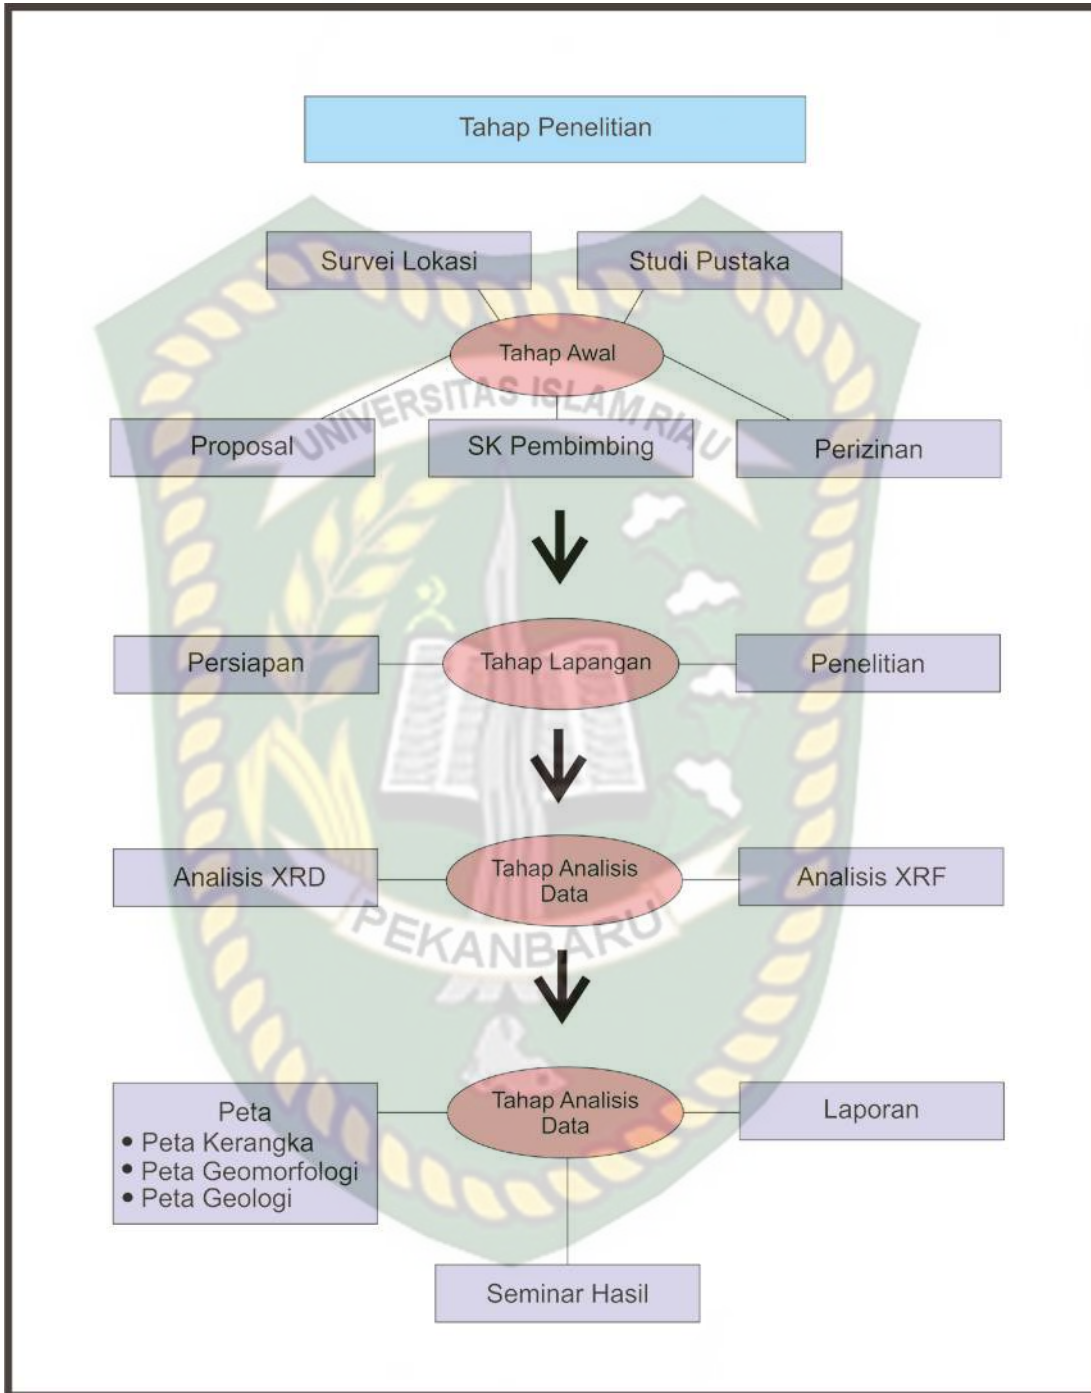 Tahap Penelitian
Survei Lokasi
Studi Pustaka
Tahap Awal
UNIVERSITAS ISLAM RIAU
Proposal
SK Pembimbing
Perizinan
Persiapan
Tahap Lapangan
Penelitian
Analisis XRD
Tahap Analisis
Data
Analisis XRF
PEKANBARU
Peta
• Peta Kerangka
• Peta Geomorfologi
• Peta Geologi
Tahap Analisis
Data
Laporan
Seminar Hasil